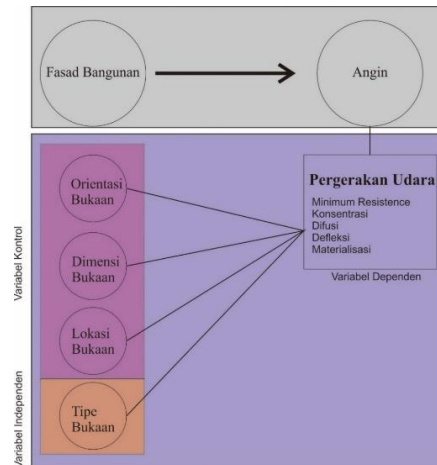 Fasad Bangunan
Angin
Orientasi
Bukaan
Dimensi
Bukaan
Lokasi
Bukaan
Tipe
Bukaan
Pergerakan Udara
Minimum Resistence
Konsentrasi
Difusi
Defleksi
Materialisasi
Variabel Dependen
Variabel Kontrol
Variabel Independen